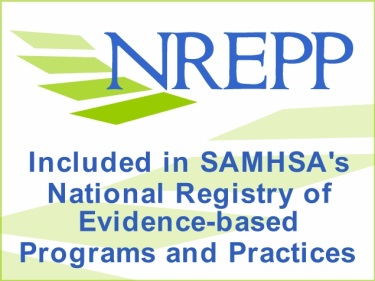 NREPP
Included in SAMHSA's
National Registry of
Evidence-based
Programs and Practices